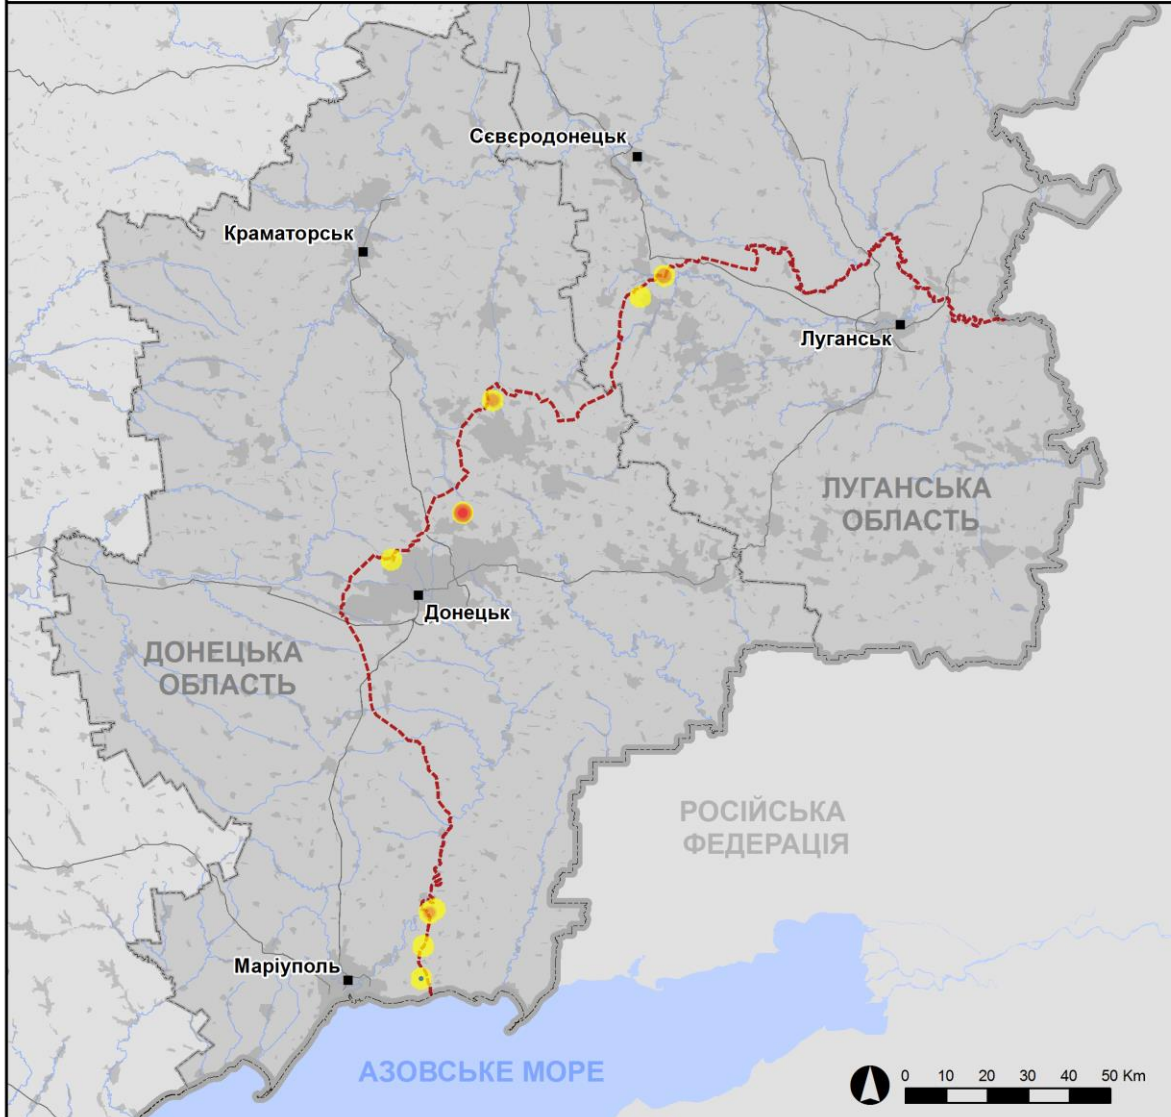 Сєвєродонецьк
Краматорськ
Луганськ
ЛУГАНСЬКА
ОБЛАСТЬ
Донецьк
ДОНЕЦЬКА
ОБЛАСТЬ
РОСІЙСЬКА
ФЕДЕРАЦІЯ
Маріуполь
АЗОВСЬКЕ МОРЕ
0 10 20 30 40 50 Km